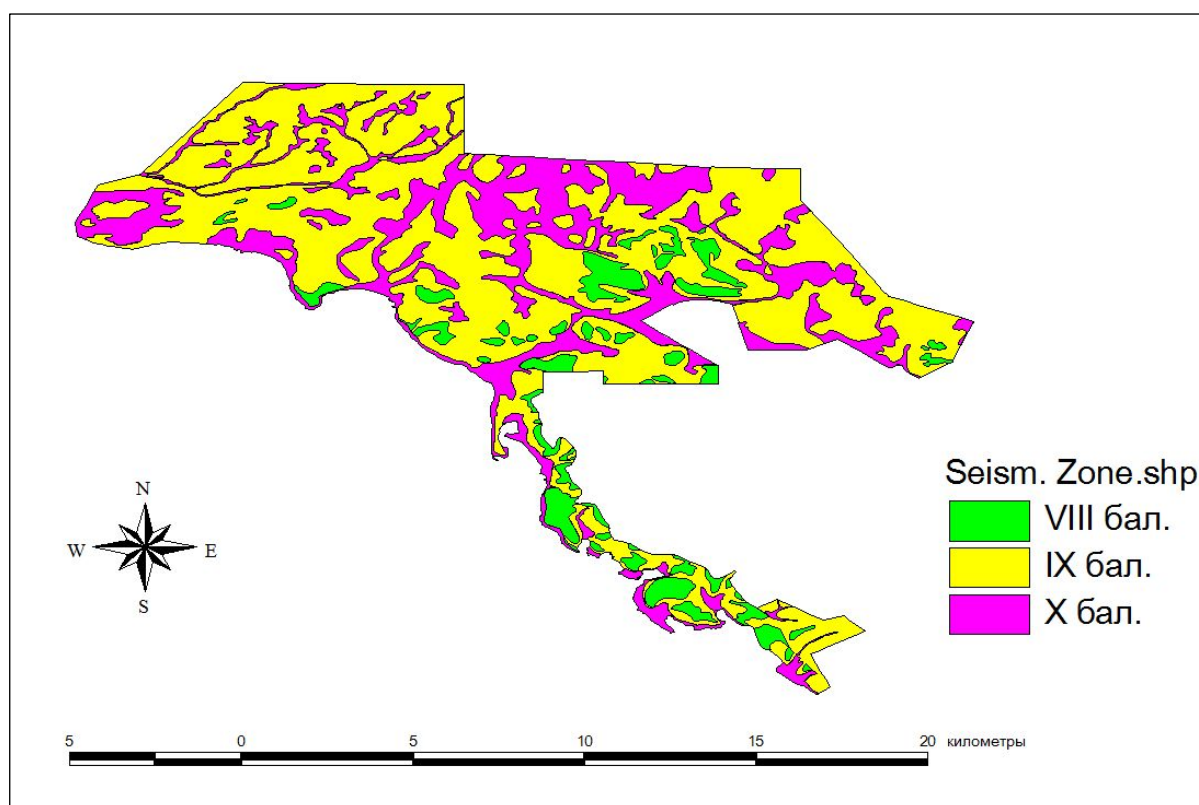 N
W E
S
Seism. Zone.shp
VIII бал.
IX бал.
X бал.
5 0 5 10 15 20 километры